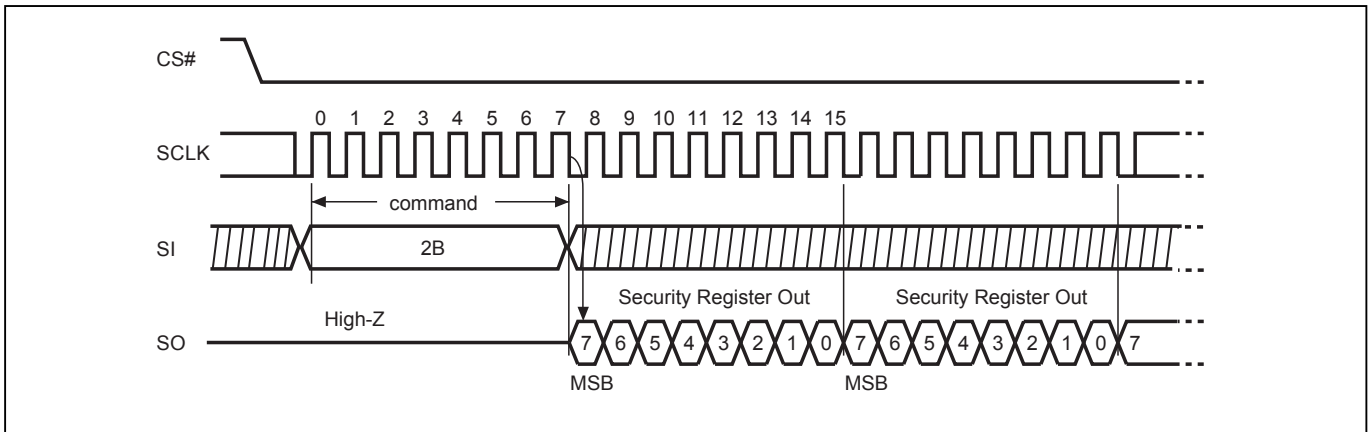 CS#
0 1 2 3 4 5 6 7 8 9 10 11 12 13 14 15
SCLK
command
SI
2B
Security Register Out Security Register Out
High-Z
SO
7 6 5 4 3 2 1 0 7 6 5 4 3 2 1 0 7
MSB MSB